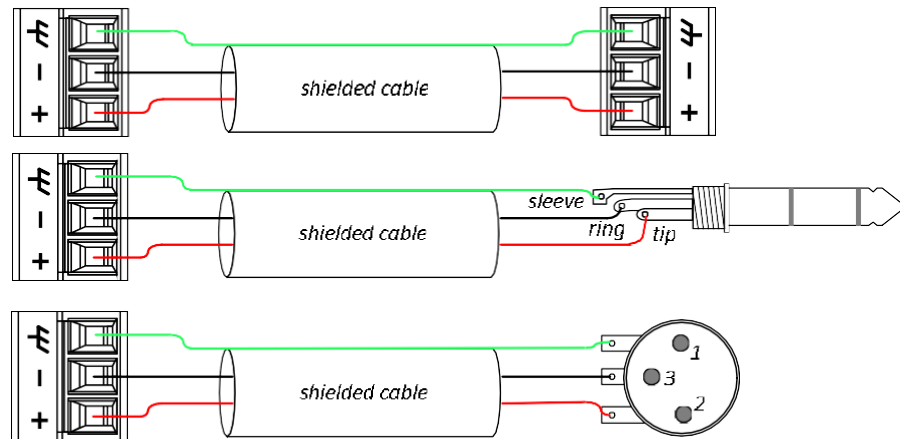 −
+
shielded cable
−
+
−
+
shielded cable
sleeve
ring
tip
−
+
shielded cable
1
3
2